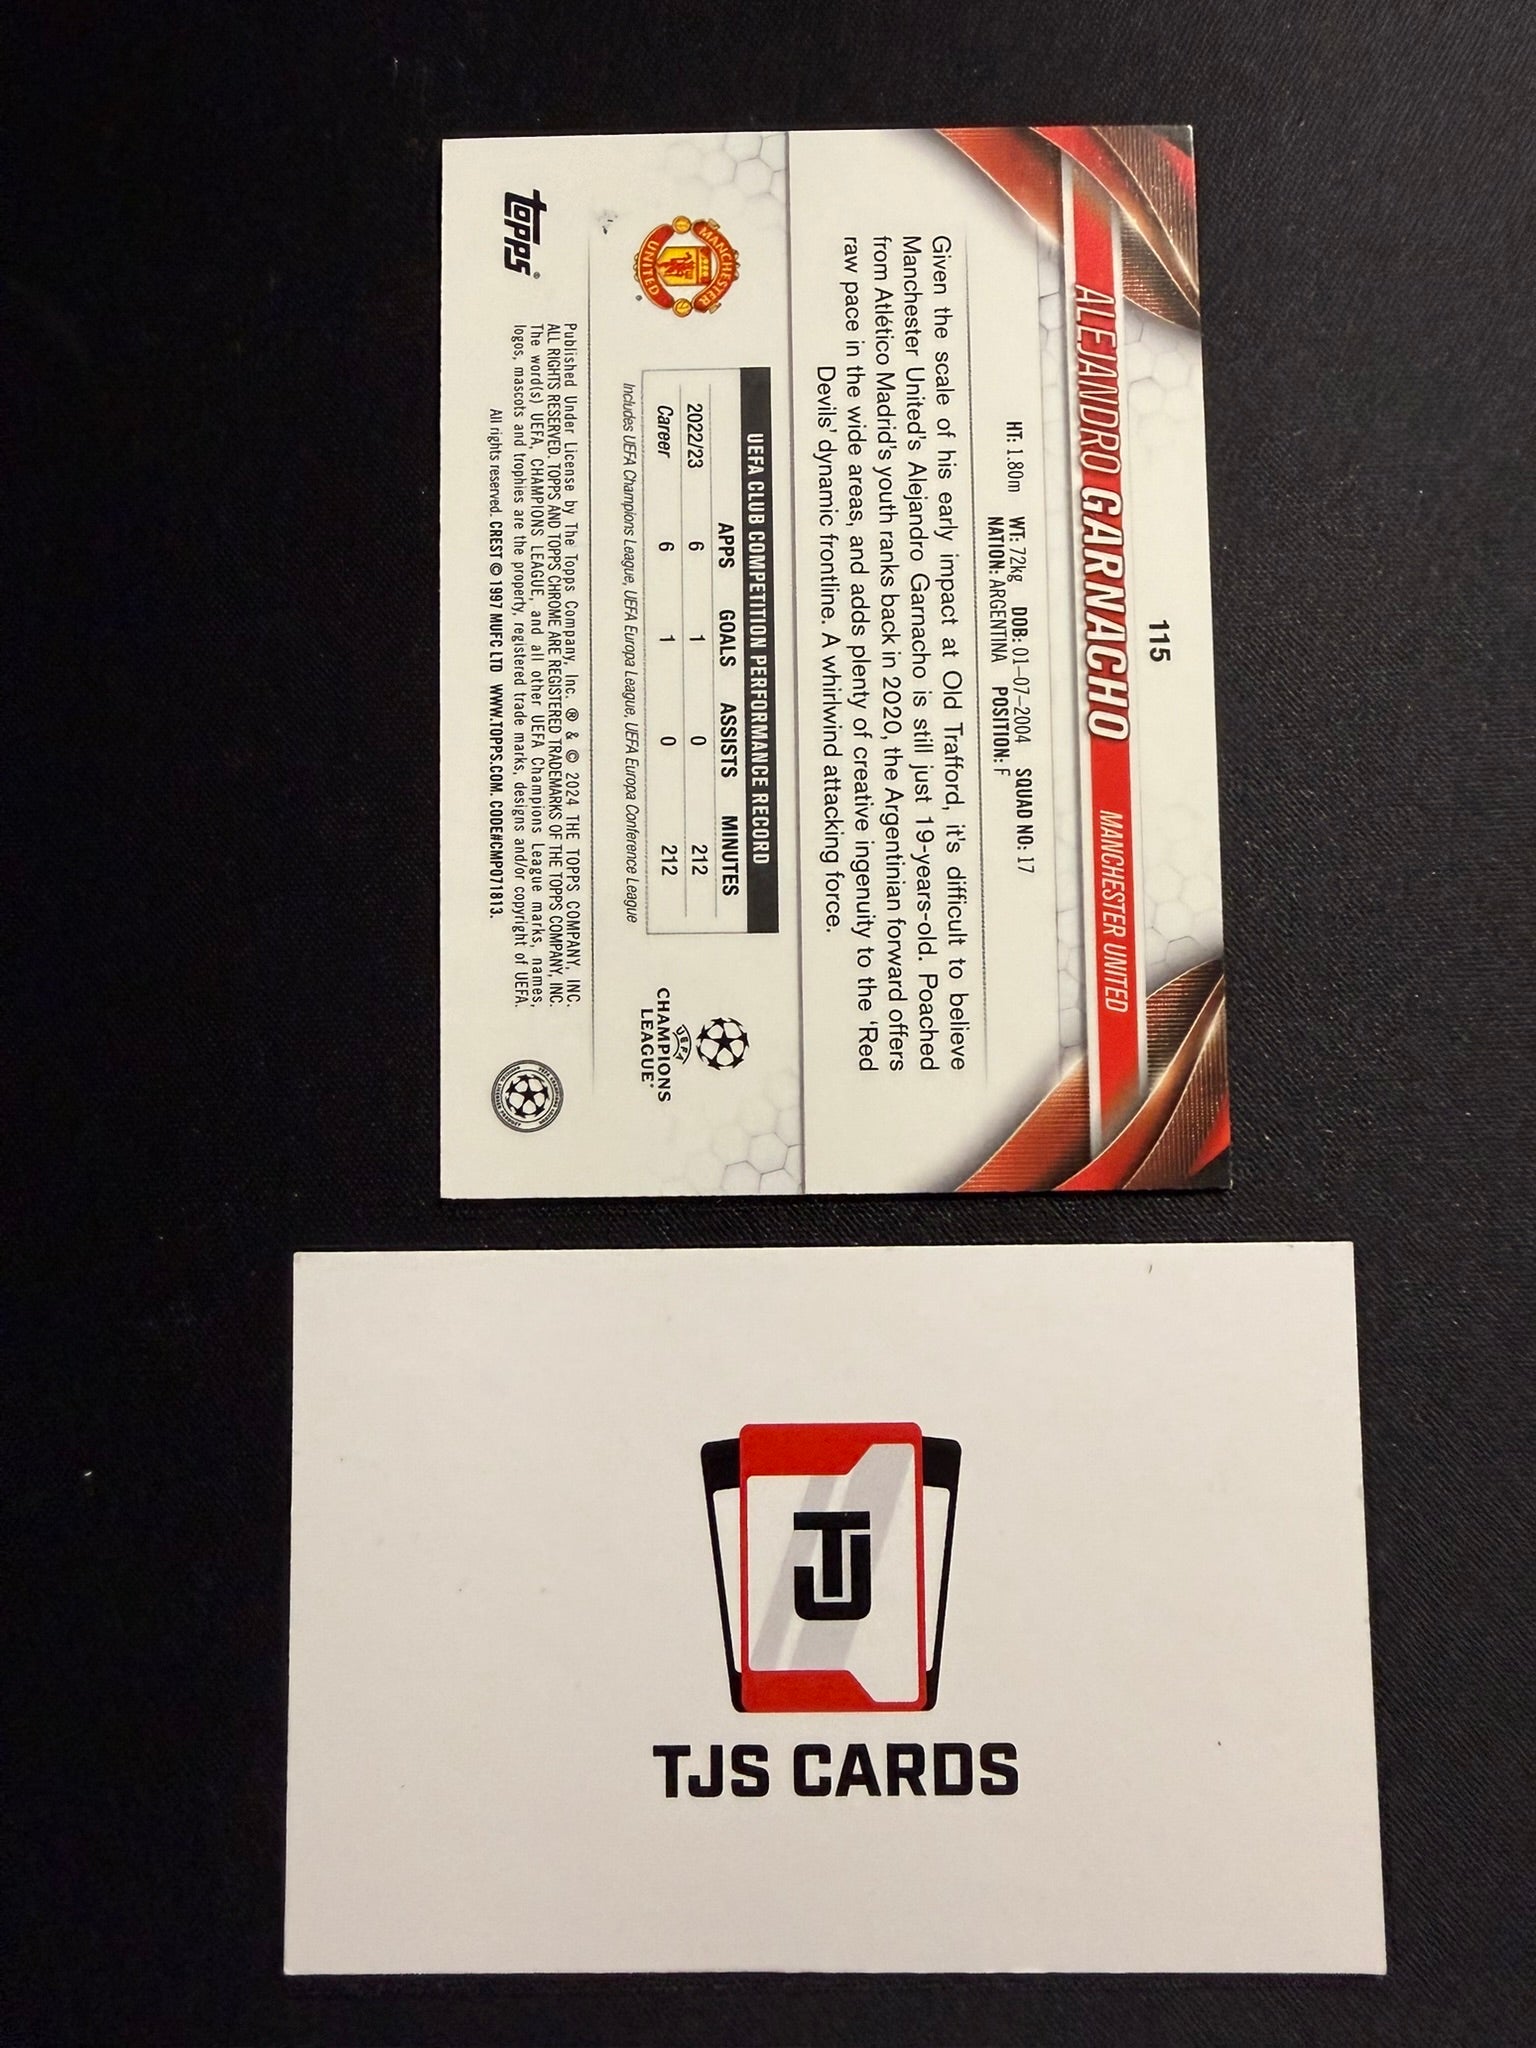 115
ALEJANDRO GARNACHO MANCHESTER UNITED
HT: 1.80m WT: 72kg DOB: 01-07-2004 SQUAD NO: 17
NATION: ARGENTINA POSITION: F
Given the scale of his early impact at Old Trafford, it's difficult to believe
Manchester United's Alejandro Garnacho is still just 19-years-old. Poached
from Atlético Madrid's youth ranks back in 2020, the Argentinian forward offers
raw pace in the wide areas, and adds plenty of creative ingenuity to the 'Red
Devils' dynamic frontline. A whirlwind attacking force.
MANCHESTER
UNITED
UEFA CLUB COMPETITION PERFORMANCE RECORD
APPS GOALS ASSISTS MINUTES
2022/23 6 1 0 212
Career 6 1 0 212
Includes UEFA Champions League, UEFA Europa League, UEFA Europa Conference League
UEFA
CHAMPIONS
LEAGUE®
topps®
Published Under License by The Topps Company, Inc. ® & © 2024 THE TOPPS COMPANY, INC.
ALL RIGHTS RESERVED. TOPPS AND TOPPS CHROME ARE REGISTERED TRADEMARKS OF THE TOPPS COMPANY, INC.
The word(s) UEFA, CHAMPIONS LEAGUE, and all other UEFA Champions League marks, names,
logos, mascots and trophies are the property, registered trade marks, designs and/or copyright of UEFA.
All rights reserved. CREST © 1997 MUFC LTD WWW.TOPPS.COM. CODE#CMP071813.
TJ
TJS CARDS